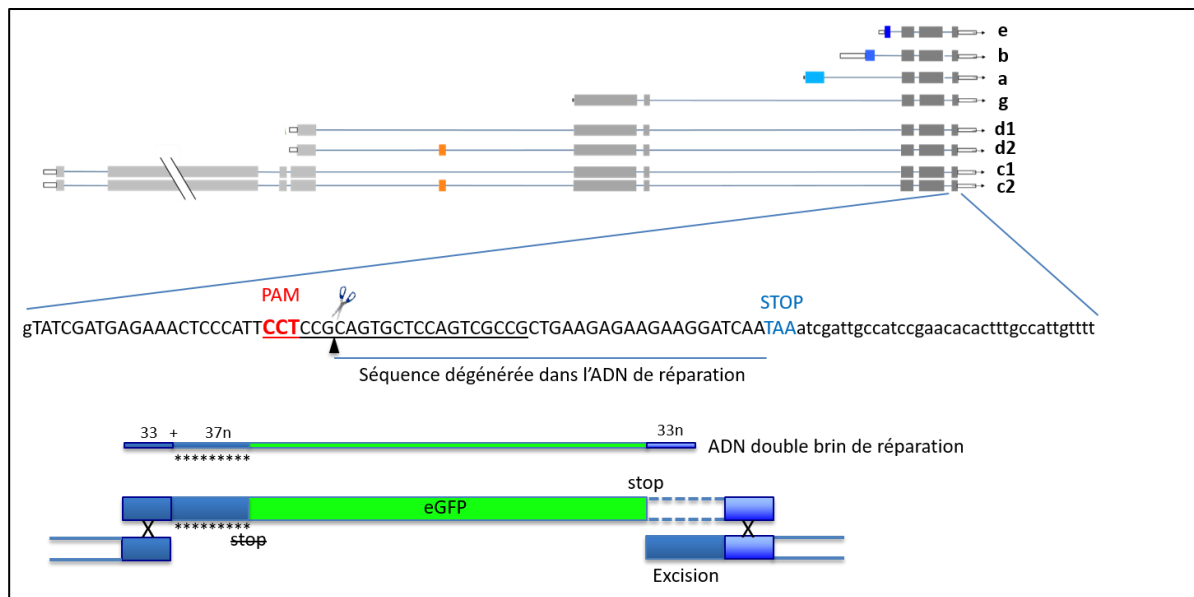 e
b
a
g
d1
d2
c1
c2
PAM
STOP
gTATCGATGAGAAACTCCCATTCCTCCGCAGTGCTCCAGTCGCCGCTGAAGAGAAGAAGGATCAATAAatcgattgccatccgaacacactttgccattgtttt
Séquence dégénérée dans l'ADN de réparation
33 + 37n 33n
ADN double brin de réparation
*********
stop
eGFP
X ********* X
stop
Excision